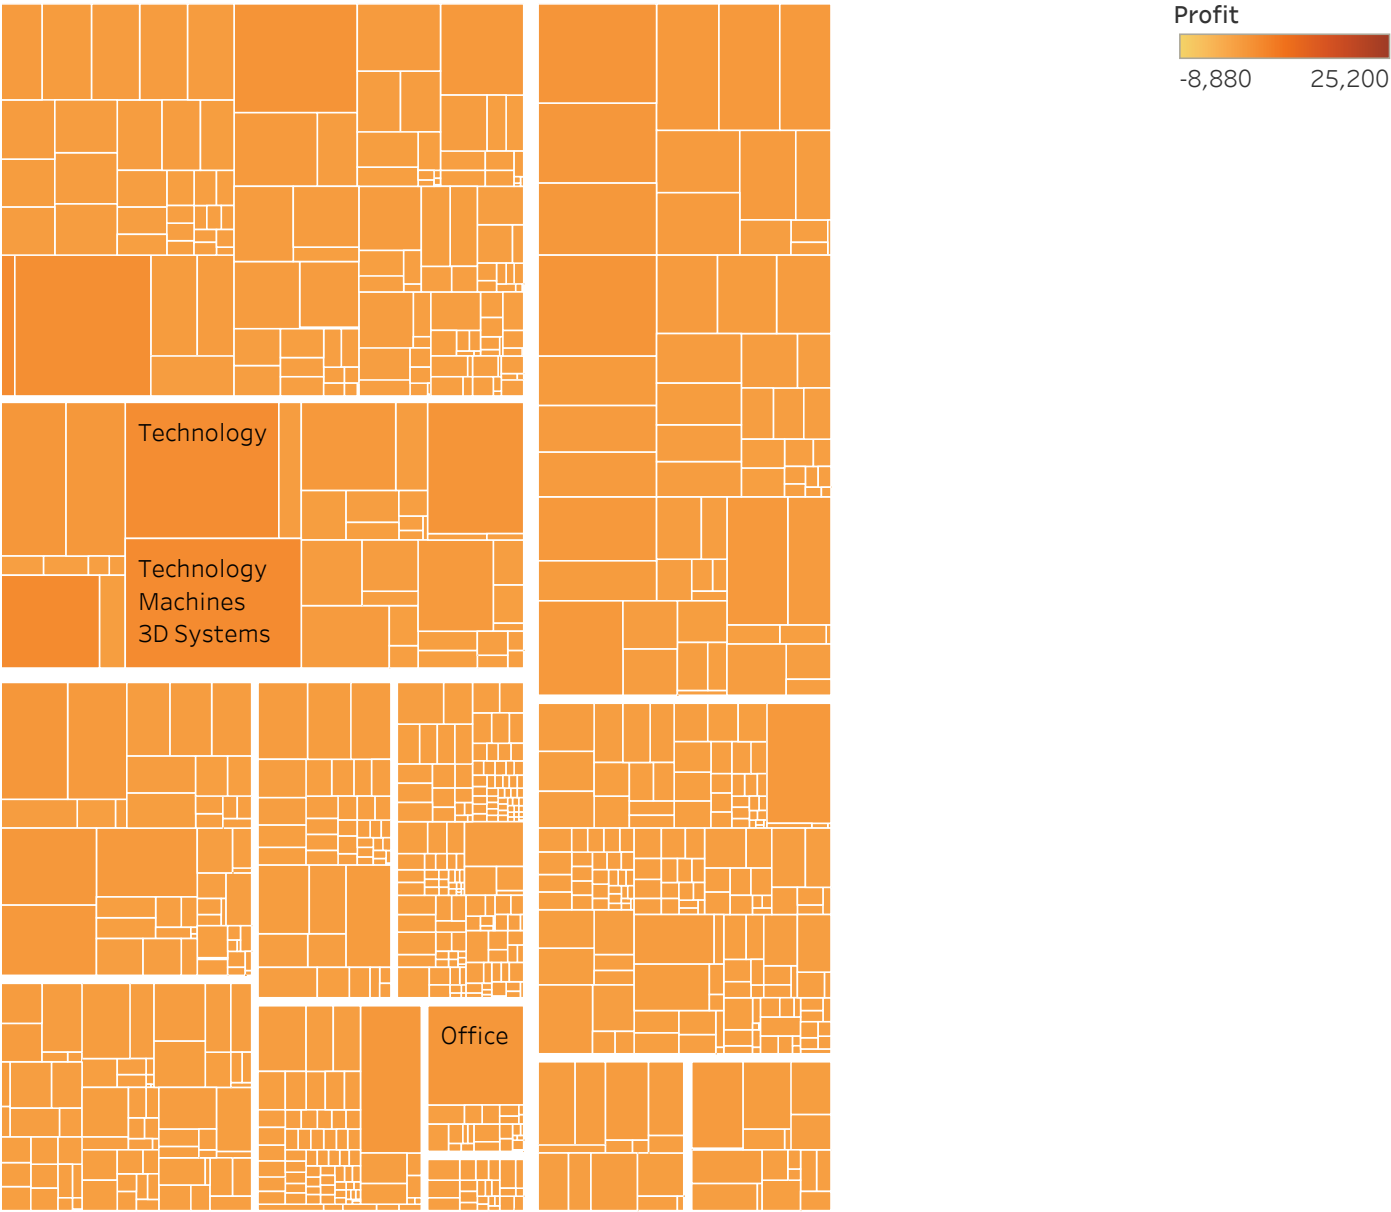 Profit
-8,880 25,200
Technology
Technology
Machines
3D Systems
Office